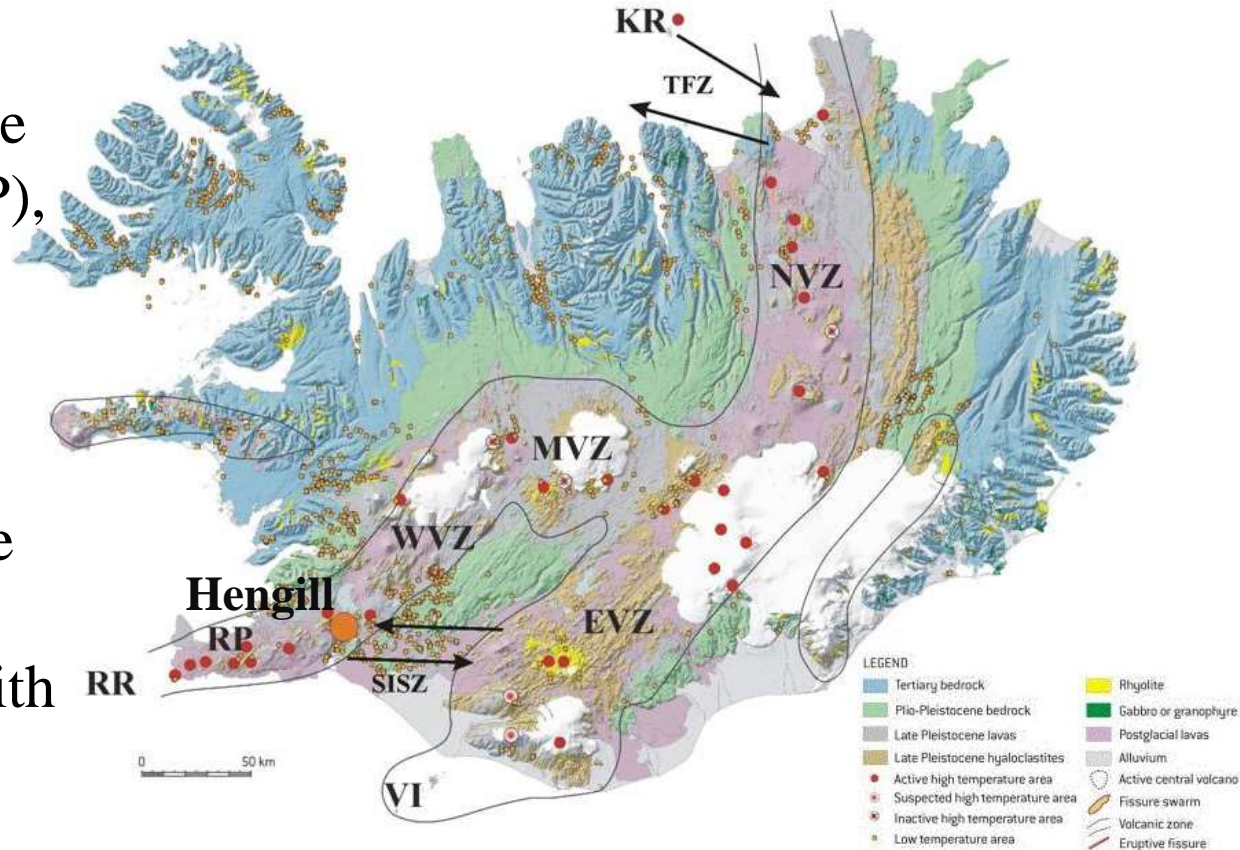 e
P),
e
ith
KR
TFZ
NVZ
MVZ
WVZ
Hengill
RP
EVZ
RR
SISZ
VI
0 50 km
LEGEND
Tertiary bedrock
Plio-Pleistocene bedrock
Late Pleistocene lavas
Late Pleistocene hyaloclastites
Active high temperature area
Suspected high temperature area
Inactive high temperature area
Low temperature area
Rhyolite
Gabbro or granophyre
Postglacial lavas
Alluvium
Active central volcano
Fissure swarm
Volcanic zone
Eruptive fissure